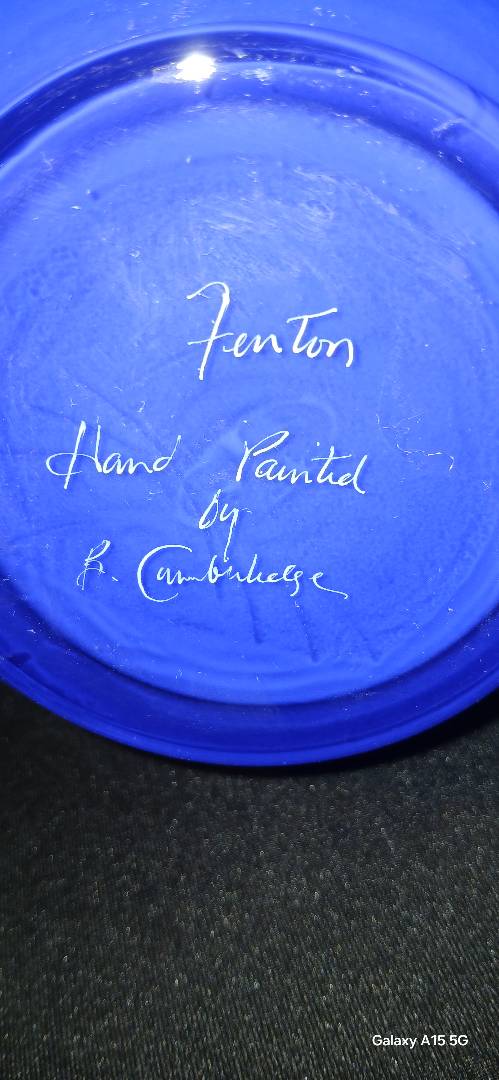 Fenton
Hand Painted
by
B.
Galaxy A15 5G